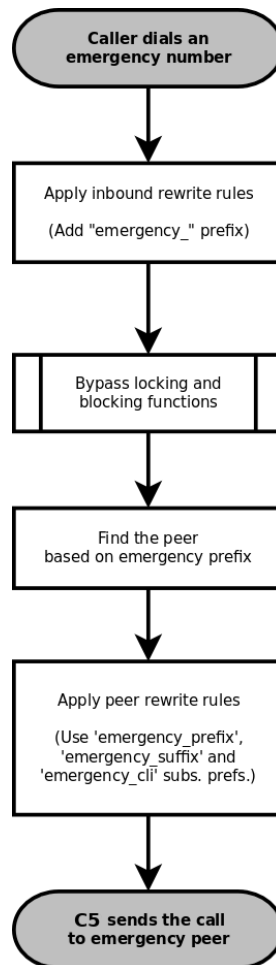 Caller dials an
emergency number
Apply inbound rewrite rules
(Add "emergency_" prefix)
Bypass locking and
blocking functions
Find the peer
based on emergency prefix
Apply peer rewrite rules
(Use 'emergency_prefix',
'emergency_suffix' and
'emergency_cli' subs. prefs.)
C5 sends the call
to emergency peer